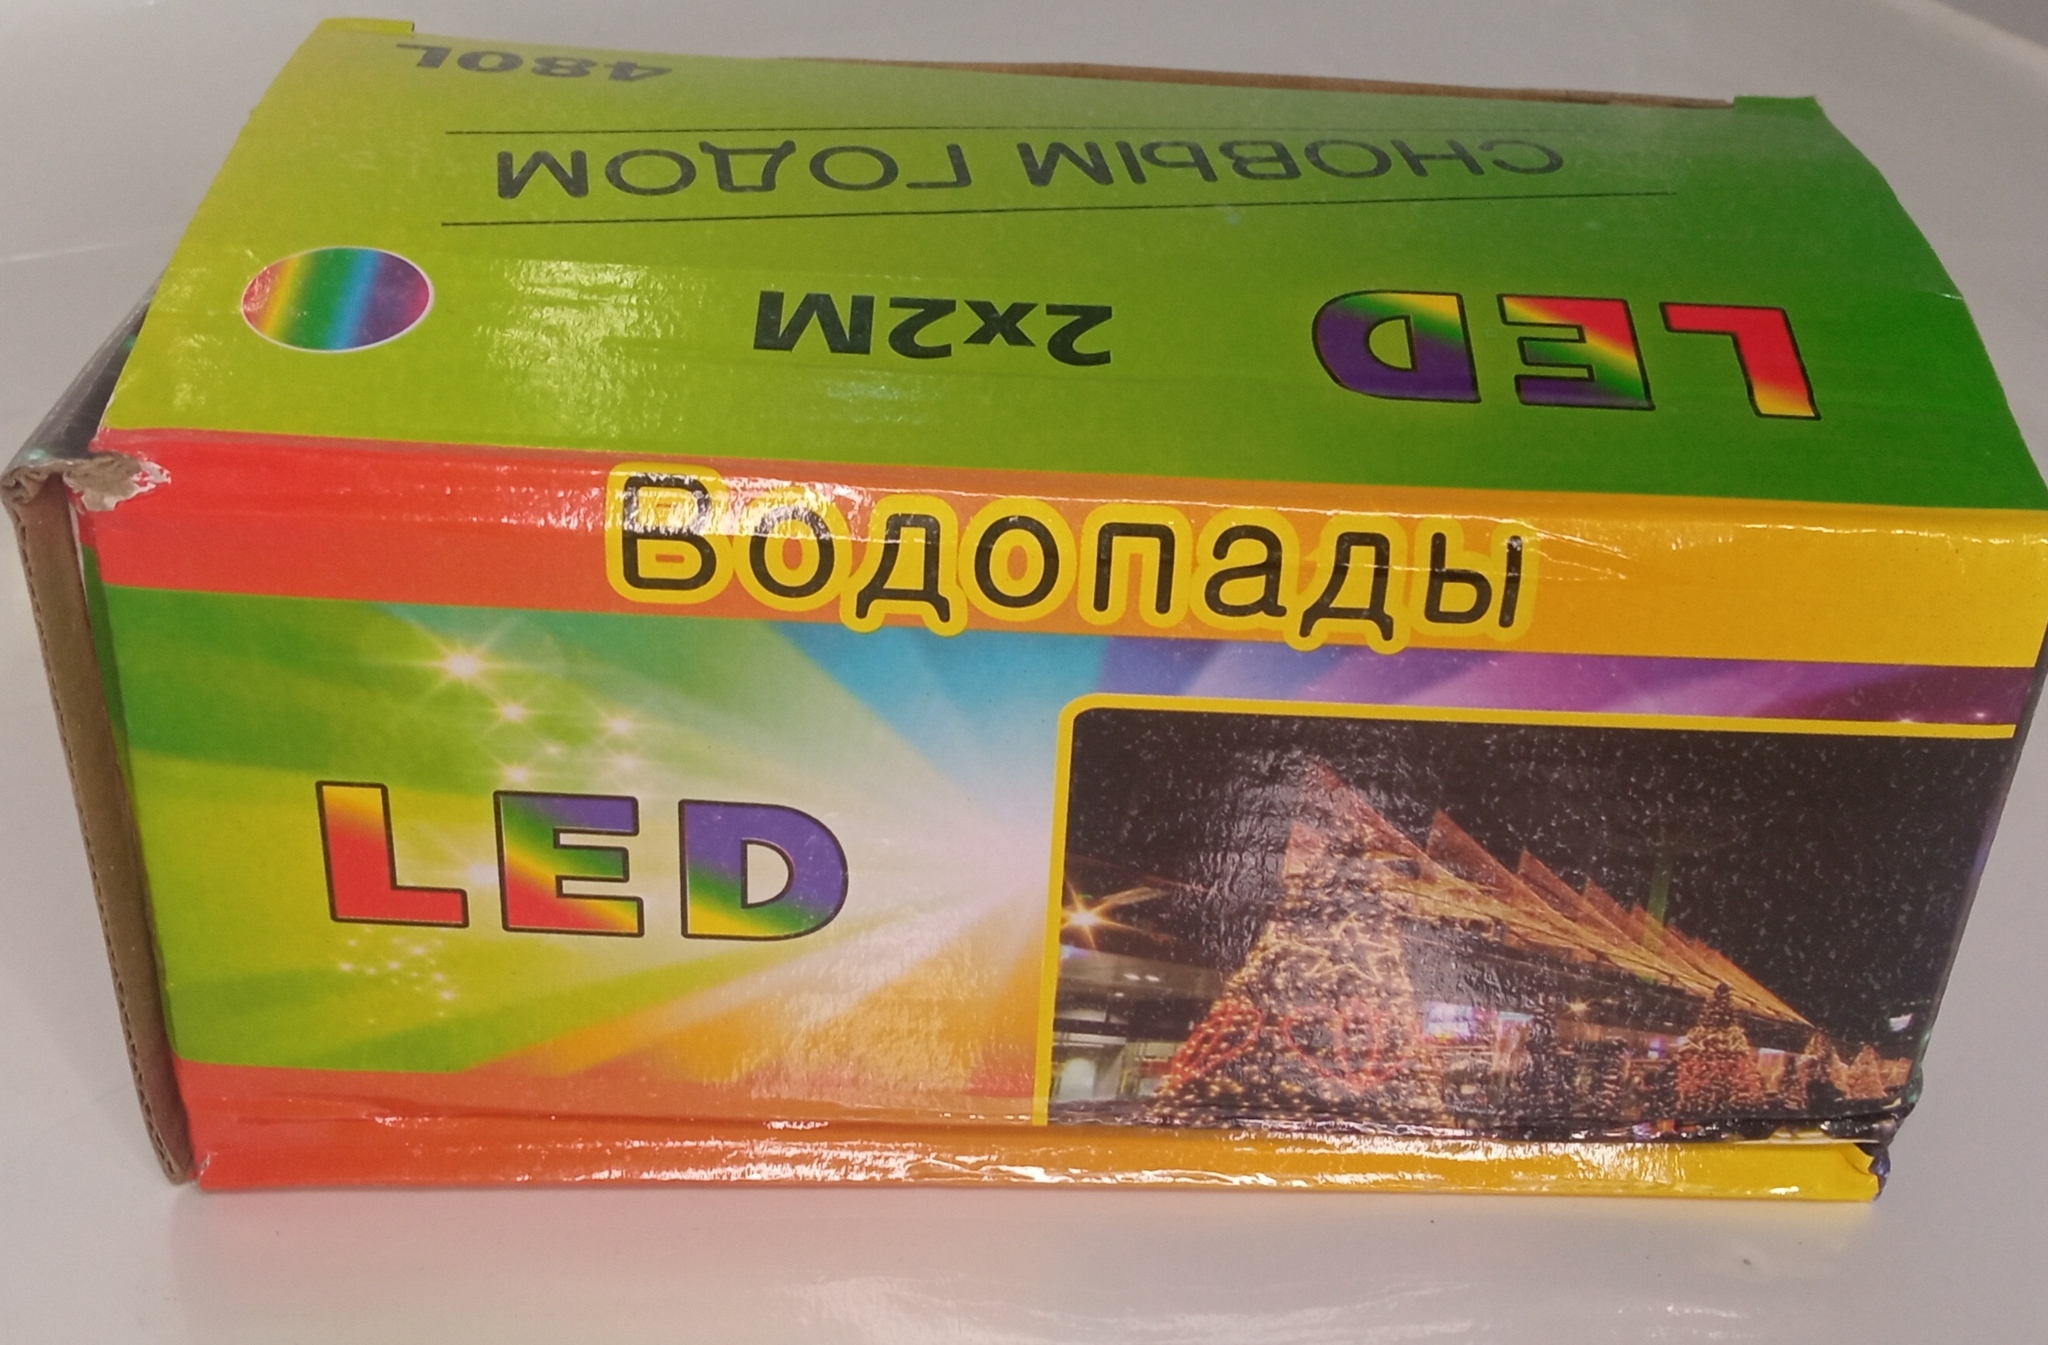 480L
СНОВЫМ ГОДОМ
LED 2x2M
Водопады
LED